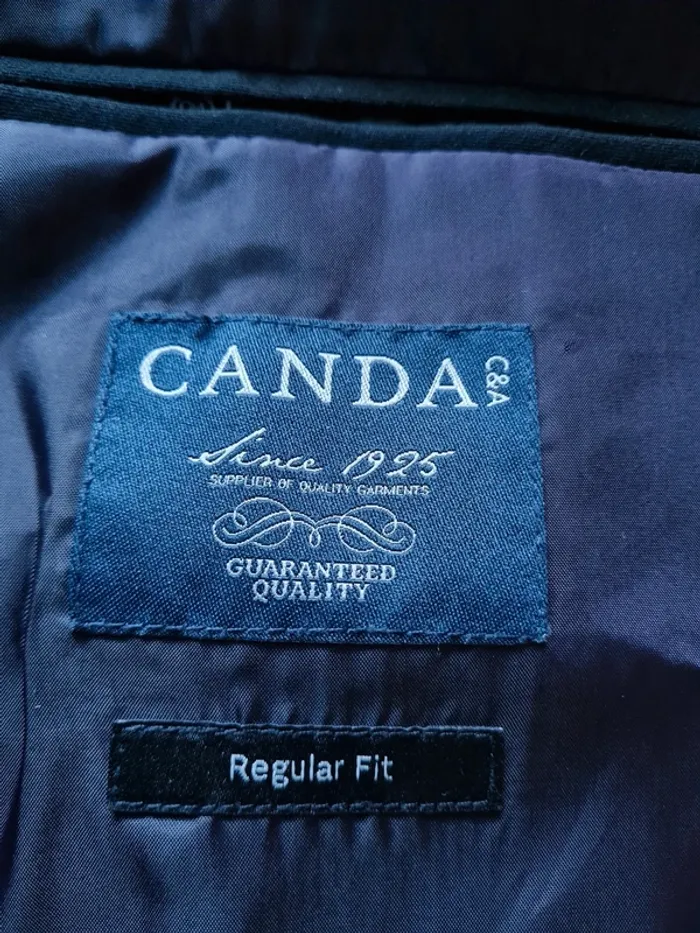 CANDA
C&A
Since 1925
SUPPLIER OF QUALITY GARMENTS
GUARANTEED
QUALITY
Regular Fit